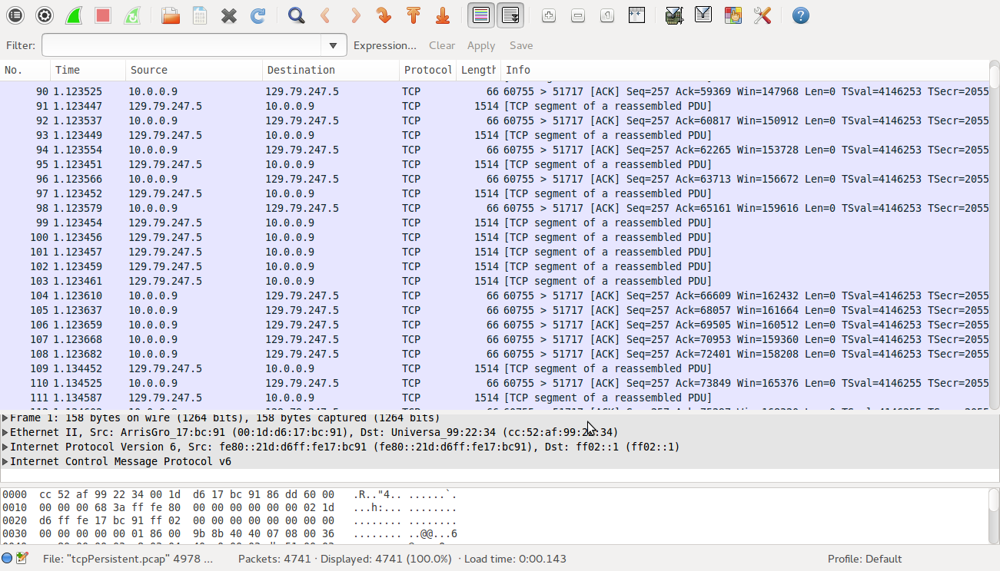 Filter: Expression... Clear Apply Save
No. Time Source Destination Protocol Length Info
90 1.123525 10.0.0.9 129.79.247.5 TCP 66 60755 > 51717 [ACK] Seq=257 Ack=59369 Win=147968 Len=0 TSval=4146253 TSecr=2055
91 1.123447 129.79.247.5 10.0.0.9 TCP 1514 [TCP segment of a reassembled PDU]
92 1.123537 10.0.0.9 129.79.247.5 TCP 66 60755 > 51717 [ACK] Seq=257 Ack=60817 Win=150912 Len=0 TSval=4146253 TSecr=2055
93 1.123449 129.79.247.5 10.0.0.9 TCP 1514 [TCP segment of a reassembled PDU]
94 1.123554 10.0.0.9 129.79.247.5 TCP 66 60755 > 51717 [ACK] Seq=257 Ack=62265 Win=153728 Len=0 TSval=4146253 TSecr=2055
95 1.123451 129.79.247.5 10.0.0.9 TCP 1514 [TCP segment of a reassembled PDU]
96 1.123566 10.0.0.9 129.79.247.5 TCP 66 60755 > 51717 [ACK] Seq=257 Ack=63713 Win=156672 Len=0 TSval=4146253 TSecr=2055
97 1.123452 129.79.247.5 10.0.0.9 TCP 1514 [TCP segment of a reassembled PDU]
98 1.123579 10.0.0.9 129.79.247.5 TCP 66 60755 > 51717 [ACK] Seq=257 Ack=65161 Win=159616 Len=0 TSval=4146253 TSecr=2055
99 1.123454 129.79.247.5 10.0.0.9 TCP 1514 [TCP segment of a reassembled PDU]
100 1.123456 129.79.247.5 10.0.0.9 TCP 1514 [TCP segment of a reassembled PDU]
101 1.123457 129.79.247.5 10.0.0.9 TCP 1514 [TCP segment of a reassembled PDU]
102 1.123459 129.79.247.5 10.0.0.9 TCP 1514 [TCP segment of a reassembled PDU]
103 1.123461 129.79.247.5 10.0.0.9 TCP 1514 [TCP segment of a reassembled PDU]
104 1.123610 10.0.0.9 129.79.247.5 TCP 66 60755 > 51717 [ACK] Seq=257 Ack=66609 Win=162432 Len=0 TSval=4146253 TSecr=2055
105 1.123637 10.0.0.9 129.79.247.5 TCP 66 60755 > 51717 [ACK] Seq=257 Ack=68057 Win=161664 Len=0 TSval=4146253 TSecr=2055
106 1.123659 10.0.0.9 129.79.247.5 TCP 66 60755 > 51717 [ACK] Seq=257 Ack=69505 Win=160512 Len=0 TSval=4146253 TSecr=2055
107 1.123668 10.0.0.9 129.79.247.5 TCP 66 60755 > 51717 [ACK] Seq=257 Ack=70953 Win=159360 Len=0 TSval=4146253 TSecr=2055
108 1.123682 10.0.0.9 129.79.247.5 TCP 66 60755 > 51717 [ACK] Seq=257 Ack=72401 Win=158208 Len=0 TSval=4146253 TSecr=2055
109 1.134452 129.79.247.5 10.0.0.9 TCP 1514 [TCP segment of a reassembled PDU]
110 1.134525 10.0.0.9 129.79.247.5 TCP 66 60755 > 51717 [ACK] Seq=257 Ack=73849 Win=165376 Len=0 TSval=4146255 TSecr=2055
111 1.134587 129.79.247.5 10.0.0.9 TCP 1514 [TCP segment of a reassembled PDU]
Frame 1: 158 bytes on wire (1264 bits), 158 bytes captured (1264 bits)
Ethernet II, Src: ArrisGro_17:bc:91 (00:1d:d6:17:bc:91), Dst: Universa_99:22:34 (cc:52:af:99:22:34)
Internet Protocol Version 6, Src: fe80::21d:d6ff:fe17:bc91 (fe80::21d:d6ff:fe17:bc91), Dst: ff02::1 (ff02::1)
Internet Control Message Protocol v6
0000 cc 52 af 99 22 34 00 1d d6 17 bc 91 86 dd 60 00 .R.."4.. ......`.
0010 00 00 00 68 3a ff fe 80 00 00 00 00 00 00 02 1d ...h:... ........
0020 d6 ff fe 17 bc 91 ff 02 00 00 00 00 00 00 00 00 ........ ........
0030 00 00 00 00 00 01 86 00 9b 8b 40 40 07 08 00 36 ........ ..@@...6
File: "tcpPersistent.pcap" 4978 ... Packets: 4741 · Displayed: 4741 (100.0%) · Load time: 0:00.143 Profile: Default